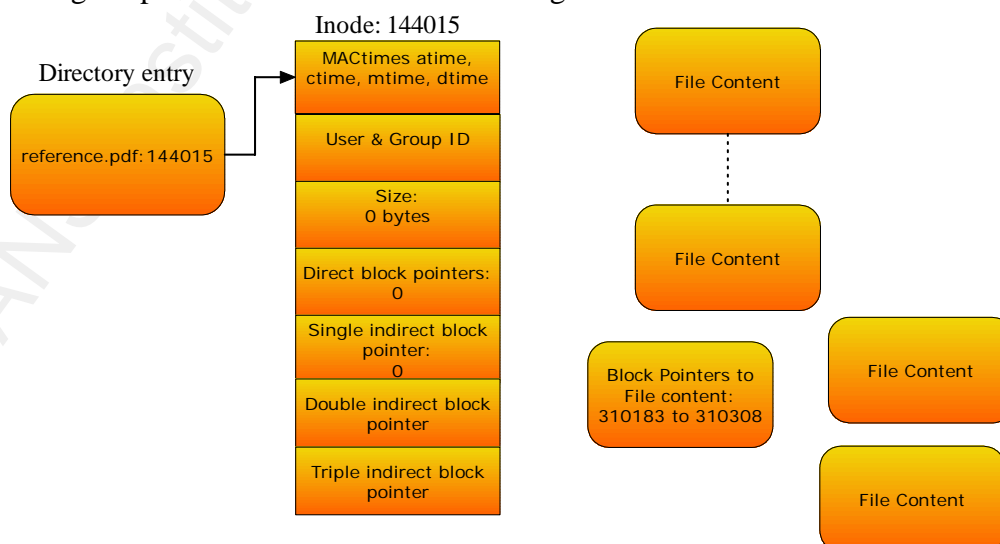 Inode: 144015
Directory entry
MACtimes atime,
ctime, mtime, dtime
reference.pdf:144015
User & Group ID
Size:
0 bytes
Direct block pointers:
0
Single indirect block
pointer:
0
Double indirect block
pointer
Triple indirect block
pointer
File Content
File Content
Block Pointers to
File content:
310183 to 310308
File Content
File Content